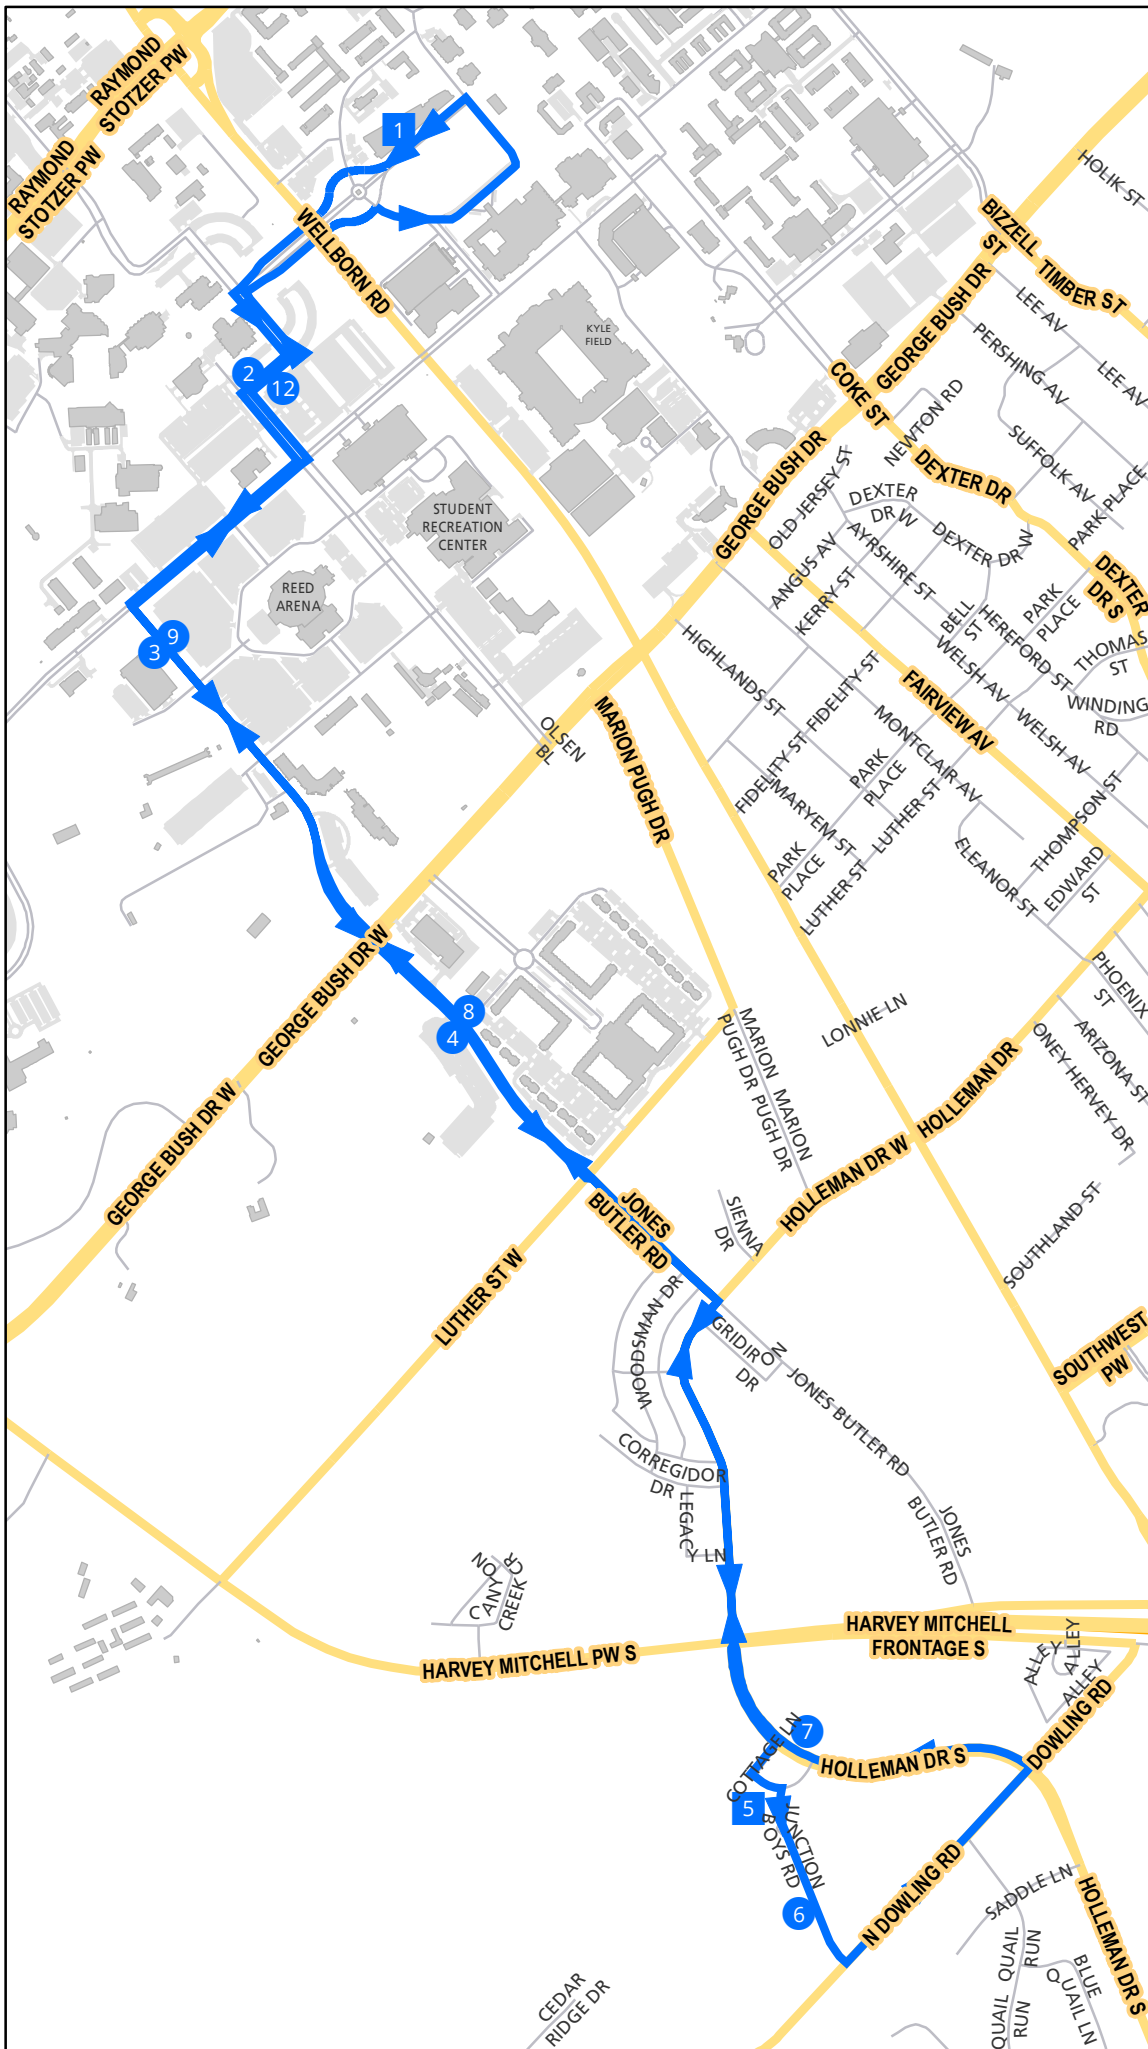 RAYMOND
STOTZER PW
RAYMOND
STOTZER PW
1
WELLBORN RD
HOLIK ST
BIZZELL
ST
TIMBER ST
GEORGE BUSH DR
LEE AV
LEE AV
PERSHING AV
KYLE
FIELD
COKE ST
NEWTON RD
SUFFOLK AV
PARK PLACE
2
12
DEXTER DR
GEORGE BUSH DR
OLD JERSEY ST
DEXTER
DR W
DEXTER DR W
DEXTER
DR S
STUDENT
RECREATION
CENTER
ANGUS AV
AYRSHIRE ST
KERRY ST
BELL
ST
PARK
PLACE
HEREFORD ST
THOMAS
ST
REED
ARENA
9
3
HIGHLANDS ST
FIDELITY ST
FIDELITY ST
WELSH AV
WELSH AV
FAIRVIEW AV
WINDING
RD
MONTCLAIR AV
OLSEN
BL
MARION PUGH DR
PARK
PLACE
MARYEM ST
LUTHER ST
PARK
PLACE
LUTHER ST
ELEANOR ST
THOMPSON ST
EDWARD
ST
GEORGE BUSH DR W
PHOENIX
ST
8
4
LONNIE LN
MARION
PUGH DR
MARION
PUGH DR
ONEY HERVEY DR
ARIZONA ST
HOLLEMAN DR
GEORGE BUSH DR W
HOLLEMAN DR W
JONES
BUTLER RD
SIENNA
DR
SOUTHLAND ST
LUTHER ST W
WOODSMAN DR
GRIDIRON
DR
SOUTHWEST
PW
JONES BUTLER RD
CORREGIDOR
DR
LEGACY LN
JONES
BUTLER RD
CANYON
CREEK CR
HARVEY MITCHELL PW S
HARVEY MITCHELL
FRONTAGE S
ALLEY
ALLEY
ALLEY
COTTAGE LN
7
HOLLEMAN DR S
DOWLING RD
5
JUNCTION
BOYS RD
6
N DOWLING RD
SADDLE LN
HOLLEMAN DR S
QUAIL
RUN
QUAIL
RUN
BLUE
QUAIL LN
CEDAR
RIDGE DR